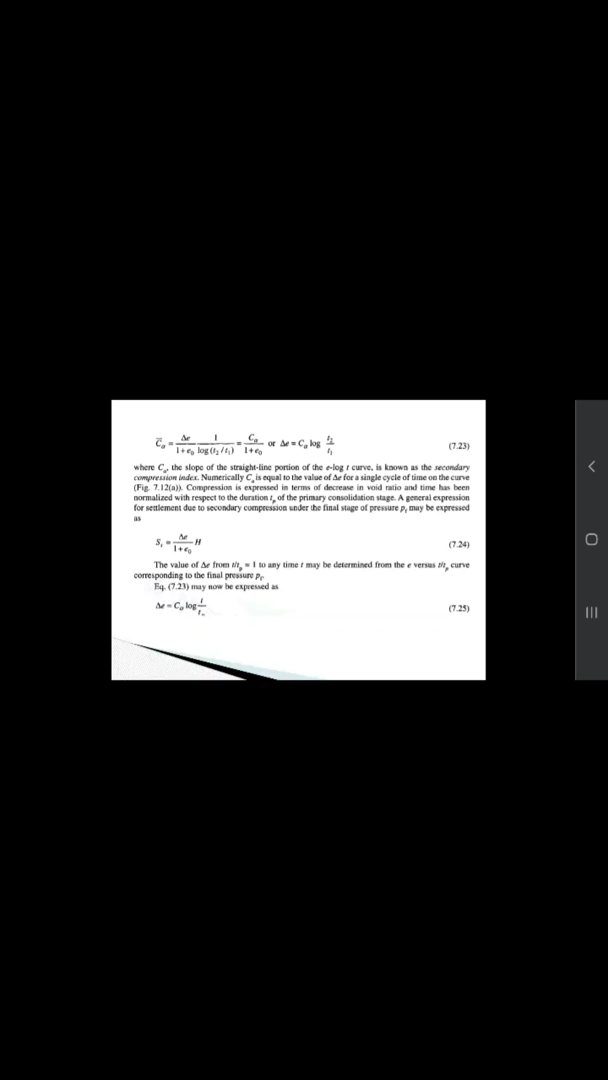 C̅α = Δe / 1+e₀ 1 / log (t₂ / t₁) = Cα / 1+e₀ or Δe = Cα log t₂ / t₁ (7.23)
where Cα, the slope of the straight-line portion of the e-log t curve, is known as the secondary
compression index. Numerically Cα is equal to the value of Δe for a single cycle of time on the curve
(Fig. 7.12(a)). Compression is expressed in terms of decrease in void ratio and time has been
normalized with respect to the duration tp of the primary consolidation stage. A general expression
for settlement due to secondary compression under the final stage of pressure pf may be expressed
as
Ss = Δe / 1+e₀ H (7.24)
The value of Δe from t/tp = 1 to any time t may be determined from the e versus t/tp curve
corresponding to the final pressure pf.
Eq. (7.23) may now be expressed as
Δe = Cα log t / (7.25)